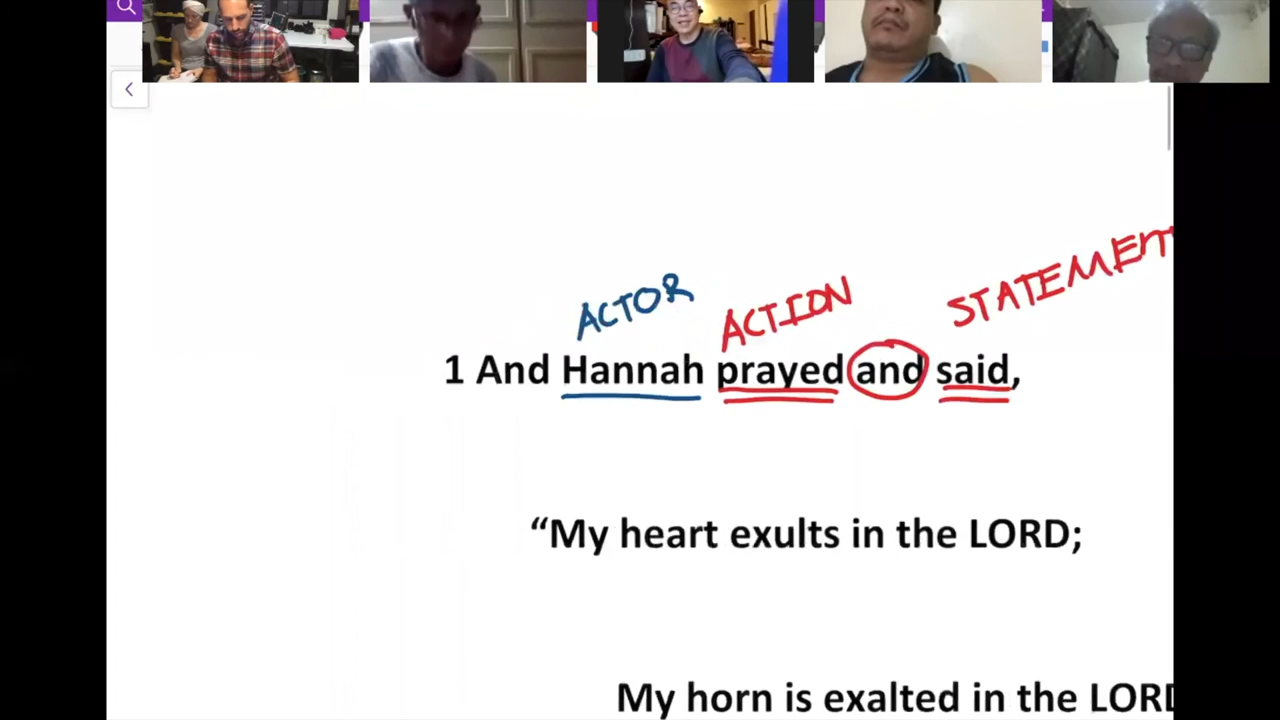 ACTOR ACTION STATEMENT
1 And Hannah prayed and said,
“My heart exults in the LORD;
My horn is exalted in the LORD